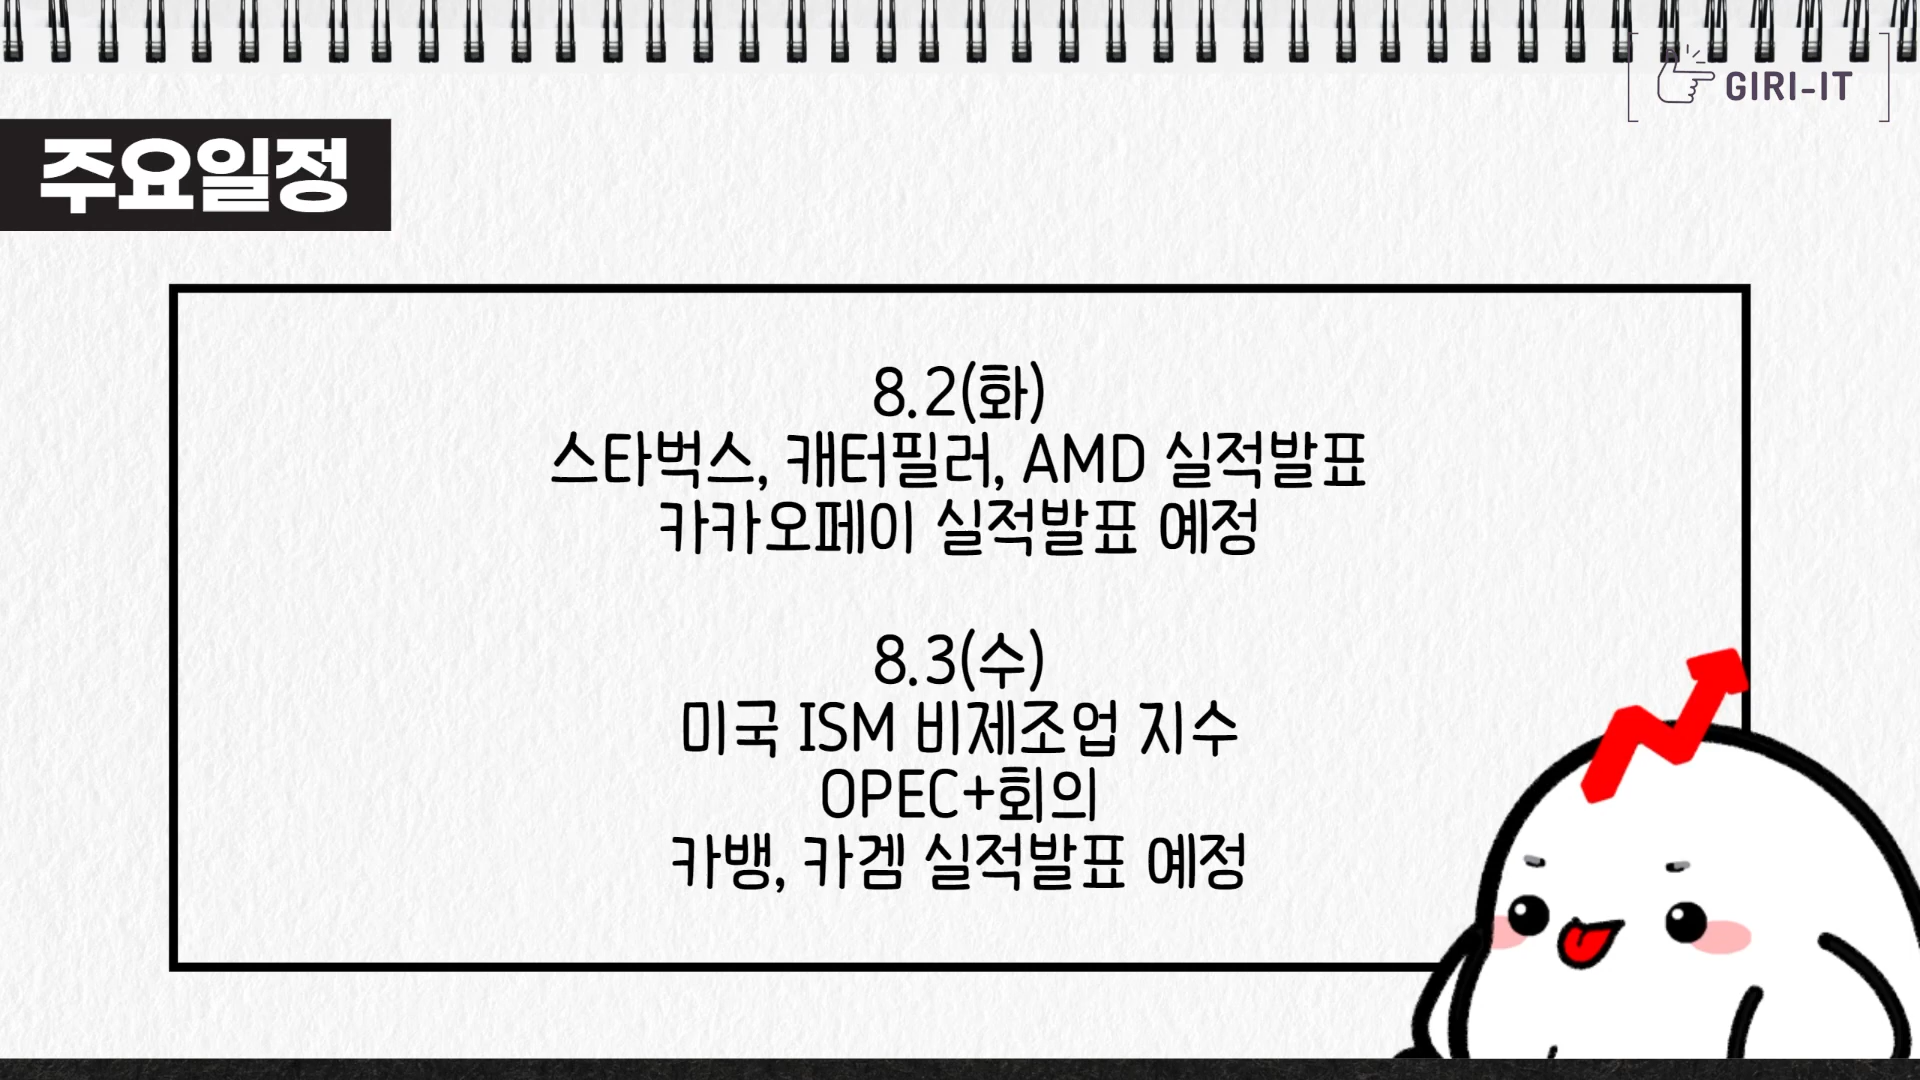 GIRI-IT
주요일정
8.2(화)
스타벅스, 캐터필러, AMD 실적발표
카카오페이 실적발표 예정
8.3(수)
미국 ISM 비제조업 지수
OPEC+회의
카뱅, 카겜 실적발표 예정